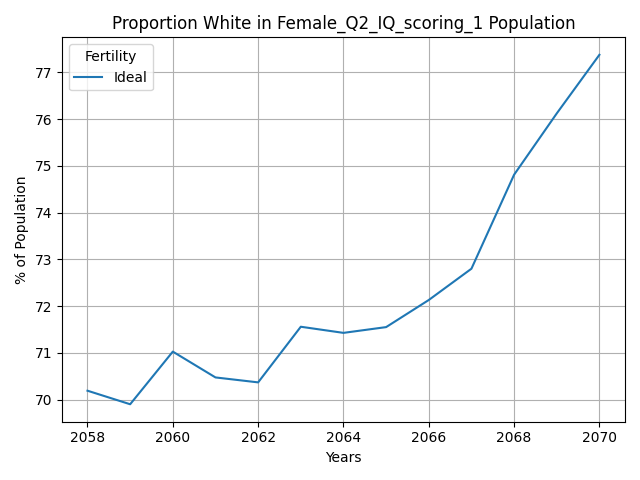 Proportion White in Female_Q2_IQ_scoring_1 Population
Fertility
Ideal
% of Population
77
76
75
74
73
72
71
70
2058 2060 2062 2064 2066 2068 2070
Years